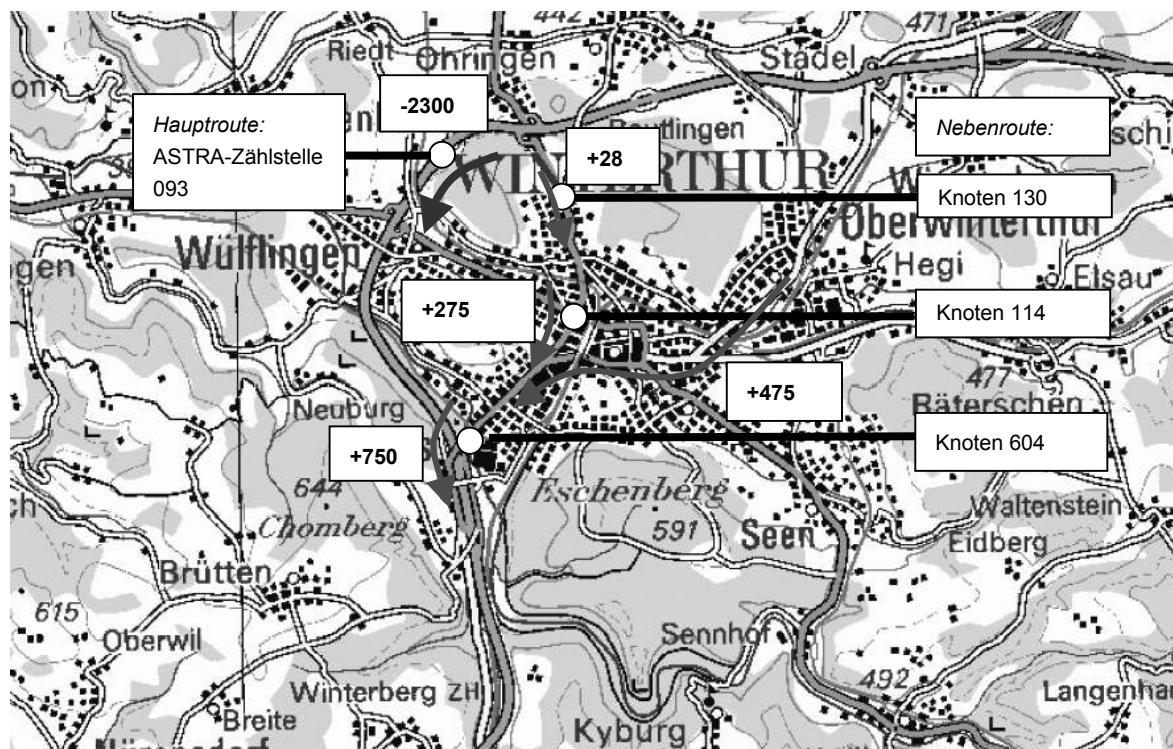 442
471
Riedt
Ohringen
Stadel
-2300
Hauptroute:
ASTRA-Zählstelle
093
+28
Nebenroute:
WINTERTHUR
Knoten 130
Wülflingen
Oberwinterthur
Hegi
Elsau
+275
Knoten 114
477
Räterschen
Neuburg
+475
+750
Knoten 604
644
Chomberg
Eschenberg
591
Seen
Waltenstein
Eidberg
Brütten
615
Oberwil
Sennhof
492
Winterberg ZH
Breite
Kyburg